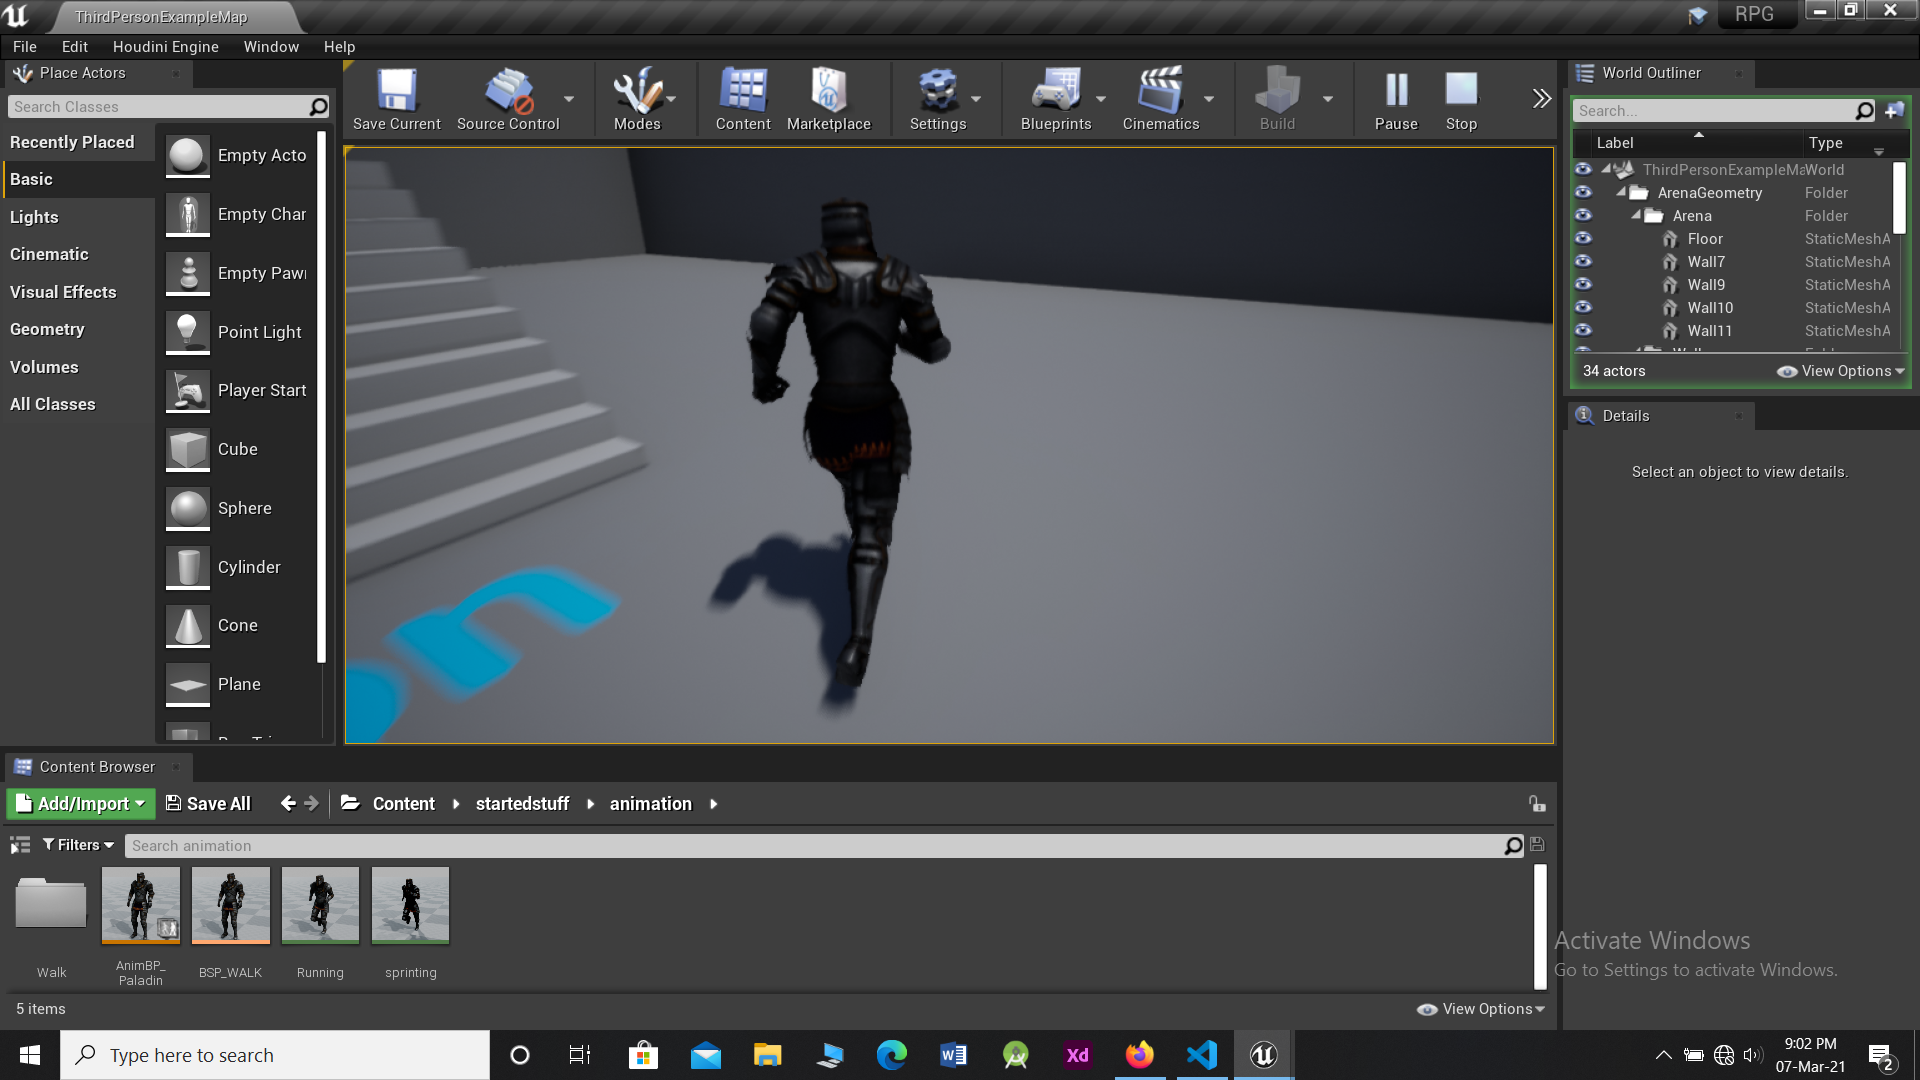 ThirdPersonExampleMap
RPG
File Edit Houdini Engine Window Help
Place Actors
Search Classes
Recently Placed
Basic
Lights
Cinematic
Visual Effects
Geometry
Volumes
All Classes
Empty Acto
Empty Char
Empty Paw
Point Light
Player Start
Cube
Sphere
Cylinder
Cone
Plane
Save Current Source Control Modes Content Marketplace Settings Blueprints Cinematics Build Pause Stop
on
World Outliner
Search...
Label Type
ThirdPersonExampleMa World
ArenaGeometry Folder
Arena Folder
Floor StaticMeshA
Wall7 StaticMeshA
Wall9 StaticMeshA
Wall10 StaticMeshA
Wall11 StaticMeshA
34 actors View Options
Details
Select an object to view details.
Content Browser
Add/Import Save All Content startedstuff animation
Filters Search animation
Walk
AnimBP_
Paladin
BSP_WALK
Running
sprinting
5 items View Options
Activate Windows
Go to Settings to activate Windows.
Type here to search
Xd
9:02 PM
07-Mar-21
2